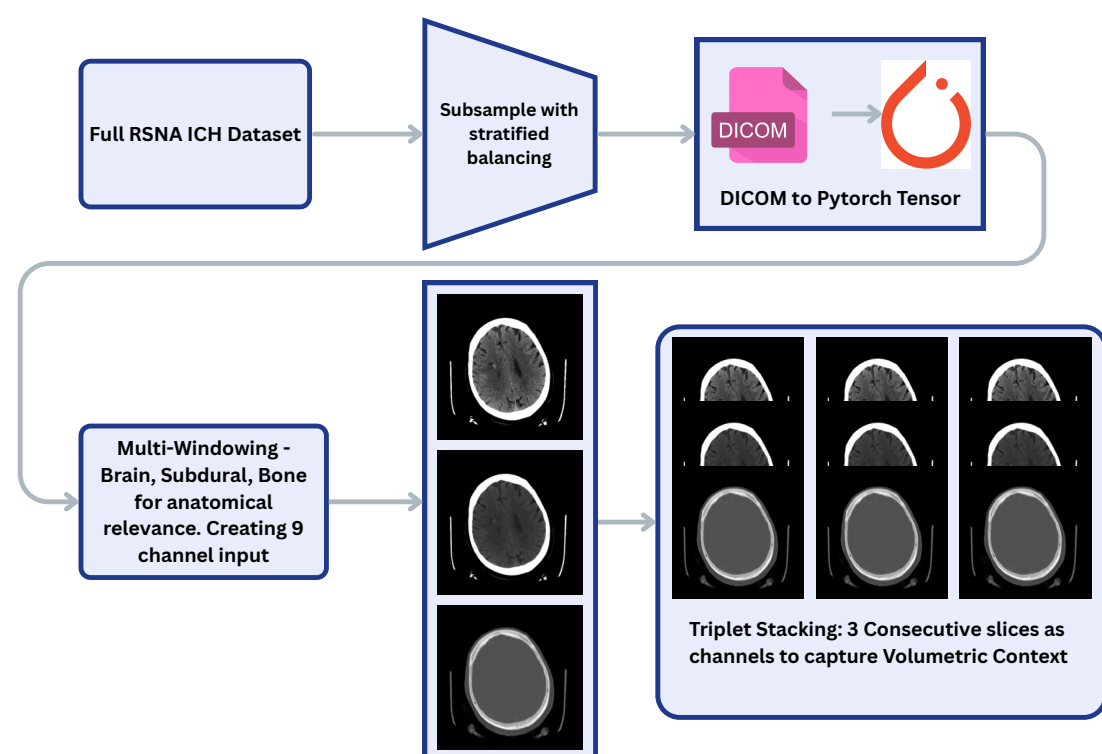 Full RSNA ICH Dataset
Subsample with
stratified
balancing
DICOM
DICOM to Pytorch Tensor
Multi-Windowing -
Brain, Subdural, Bone
for anatomical
relevance. Creating 9
channel input
Triplet Stacking: 3 Consecutive slices as
channels to capture Volumetric Context